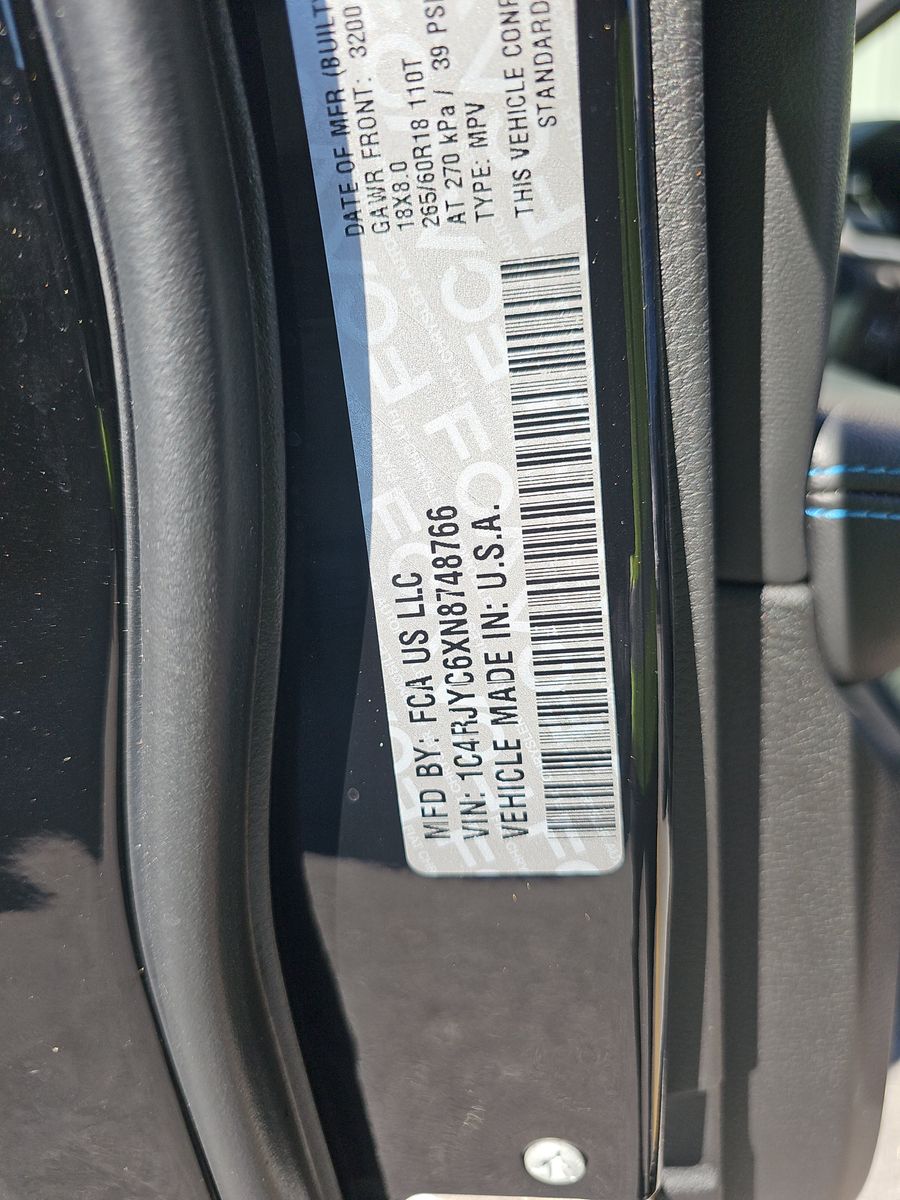 MFD BY: FCA US LLC
VIN: 1C4RJYC6XN8748766
VEHICLE MADE IN: U.S.A.
DATE OF MFR (BUILT
GAWR FRONT: 3200
18X8.0
265/60R18 110T
AT 270 kPa / 39 PSI
TYPE: MPV
THIS VEHICLE CONF
STANDARD